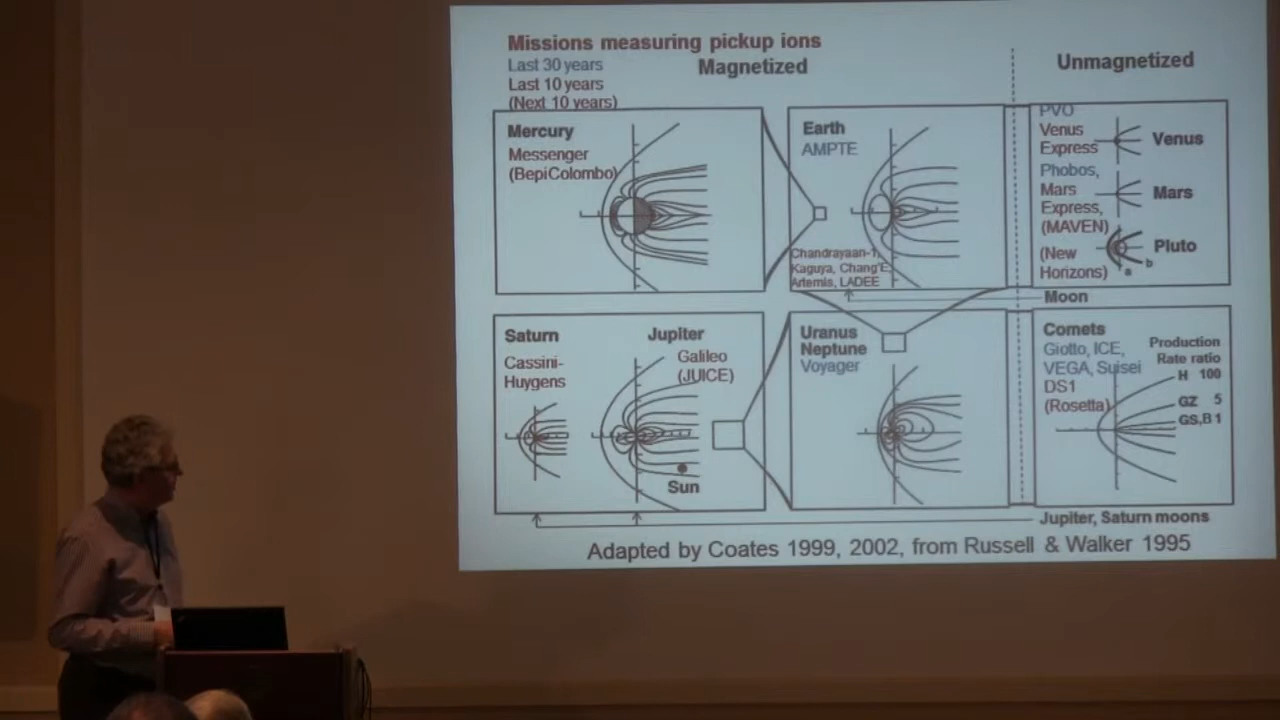 Missions measuring pickup ions
Last 30 years
Last 10 years
(Next 10 years)
Magnetized
Unmagnetized
Mercury
Messenger
(BepiColombo)
Earth
AMPTE
Chandrayaan-1,
Kaguya, Chang'E,
Artemis, LADEE
PVO
Venus
Express
Venus
Phobos,
Mars
Express,
(MAVEN)
Mars
(New
Horizons)
Pluto
a
b
Moon
Saturn
Cassini-
Huygens
Jupiter
Galileo
(JUICE)
Sun
Uranus
Neptune
Voyager
Comets
Giotto, ICE,
VEGA, Suisei
DS1
(Rosetta)
Production
Rate ratio
H 100
GZ 5
GS,B 1
Jupiter, Saturn moons
Adapted by Coates 1999, 2002, from Russell & Walker 1995